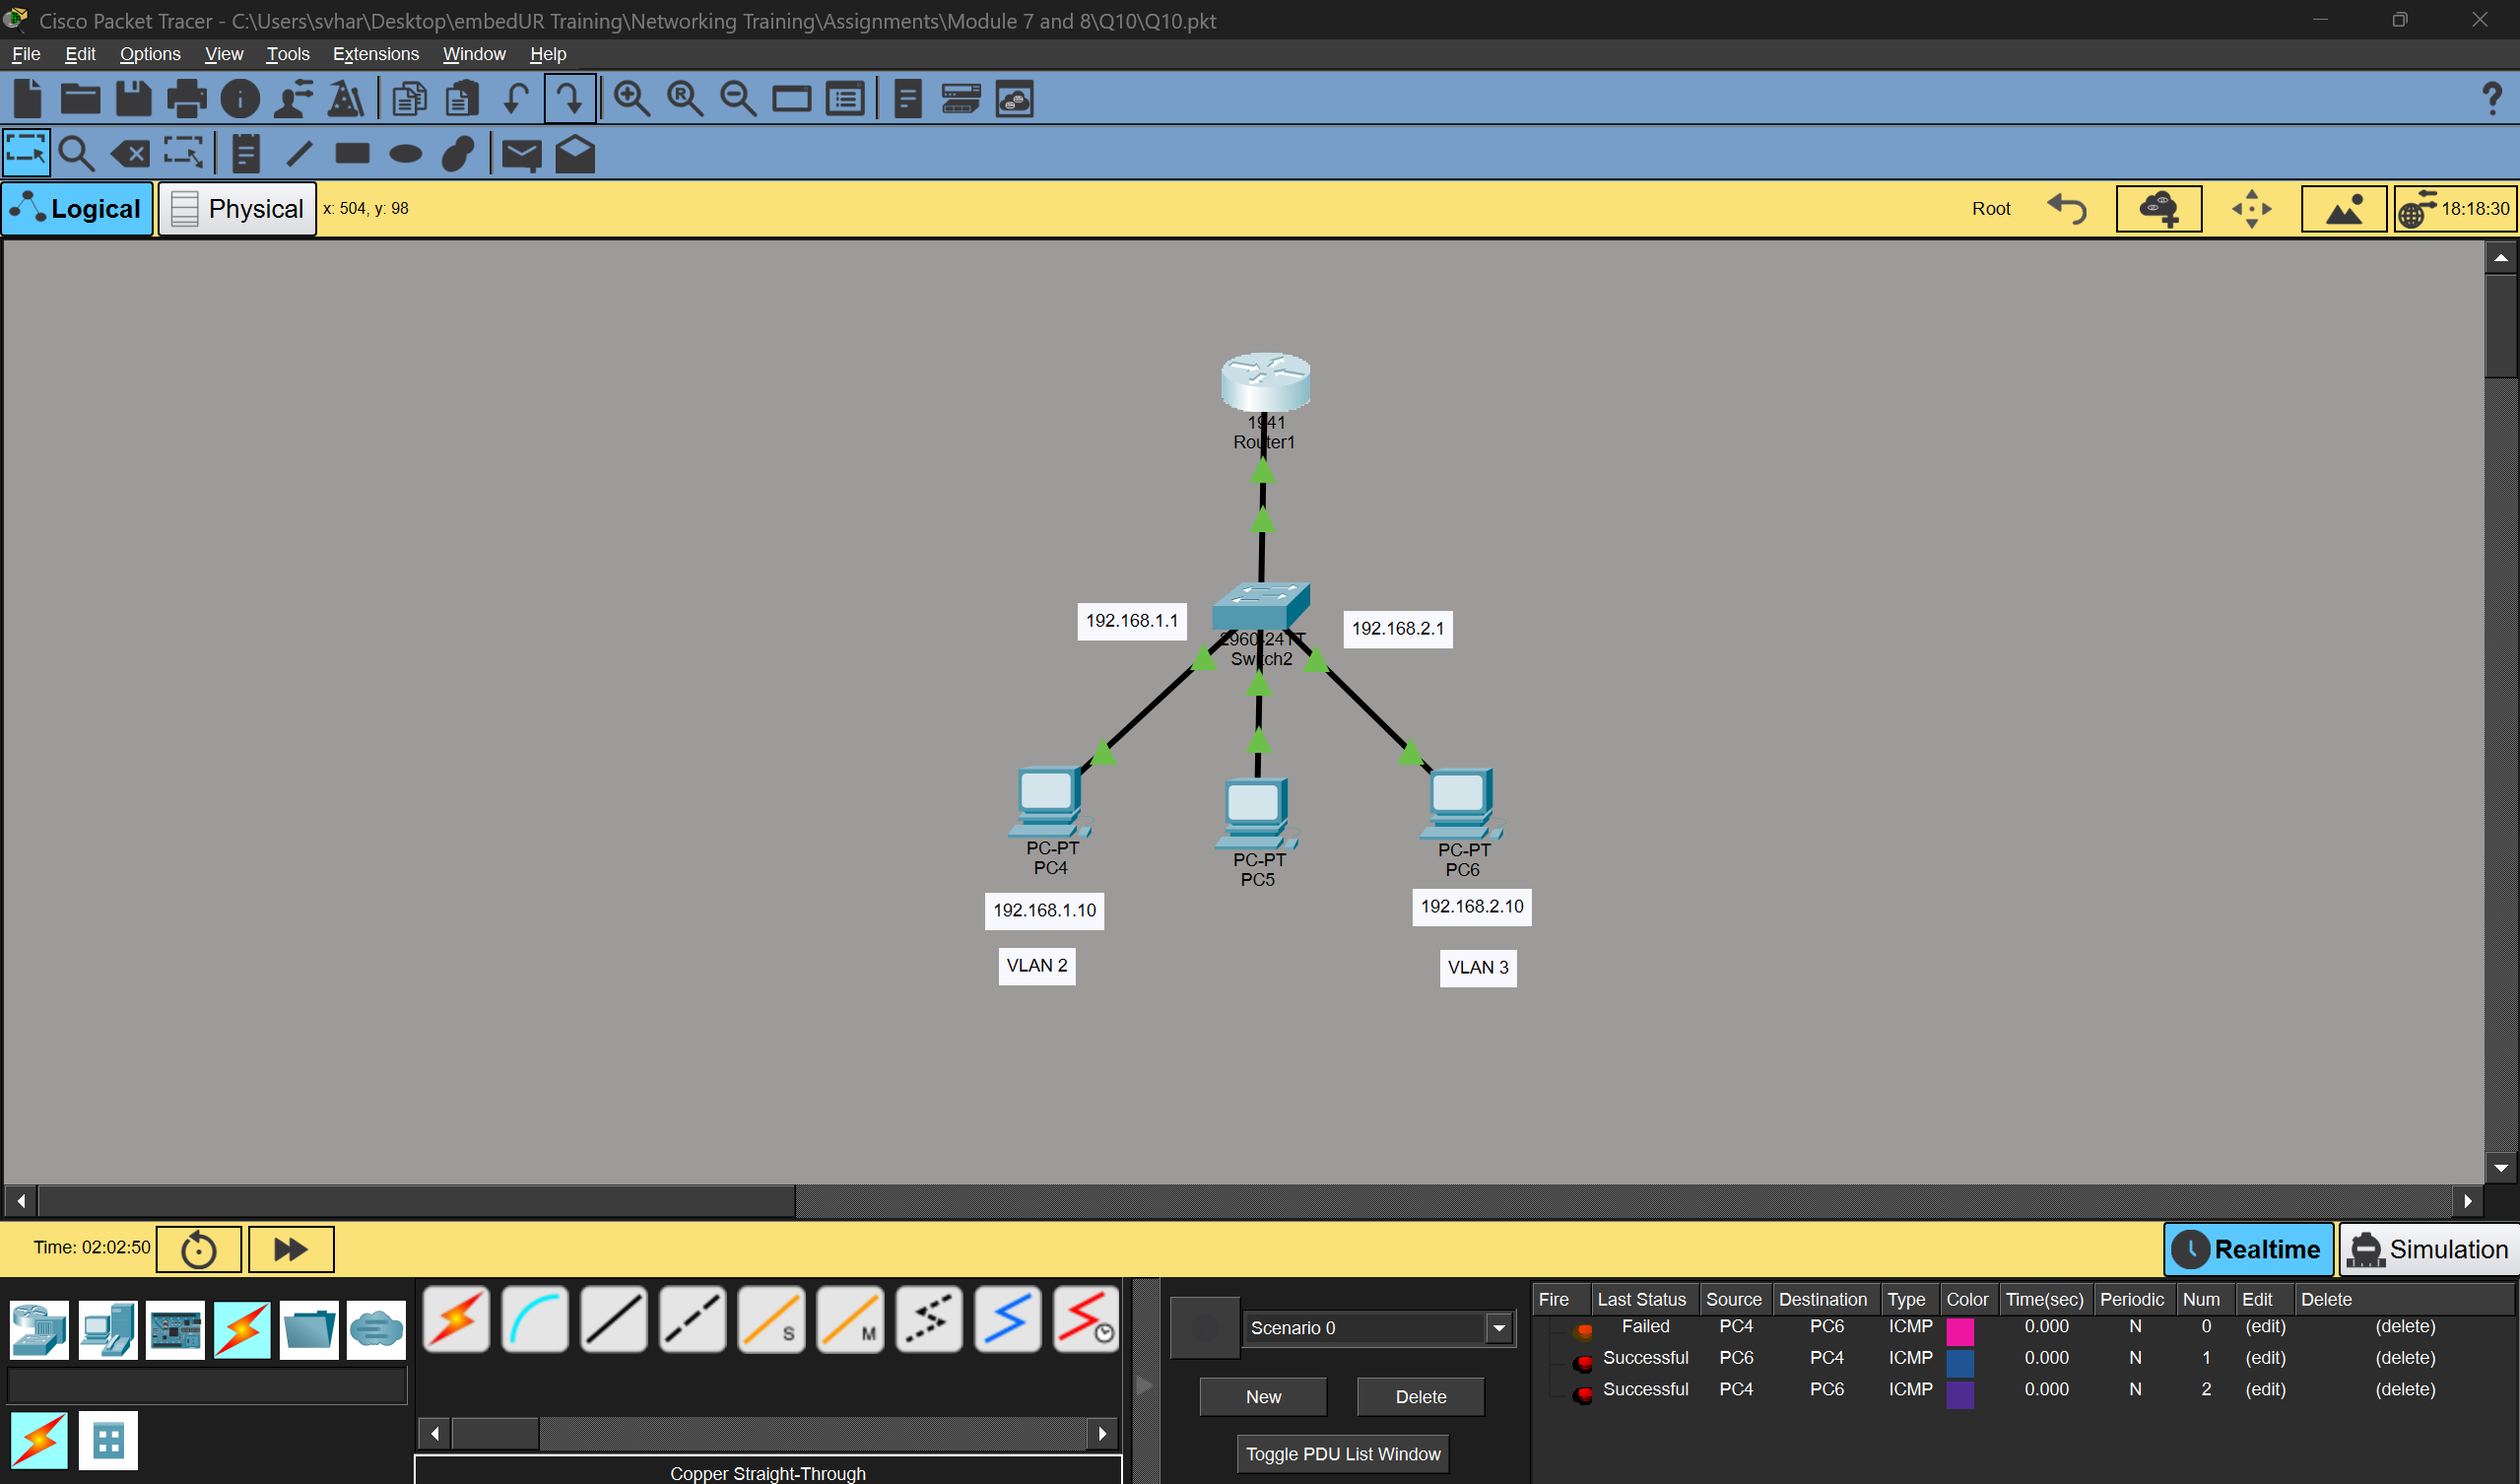 Cisco Packet Tracer - C:\Users\svhar\Desktop\embedUR Training\Networking Training\Assignments\Module 7 and 8\Q10\Q10.pkt
File Edit Options View Tools Extensions Window Help
Logical Physical x: 504, y: 98 Root 18:18:30
1941
Router1
192.168.1.1
192.168.2.1
2960-24TT
Switch2
PC-PT
PC4
PC-PT
PC5
PC-PT
PC6
192.168.1.10
192.168.2.10
VLAN 2
VLAN 3
Time: 02:02:50 Realtime Simulation
S M
Copper Straight-Through
Scenario 0
New Delete
Toggle PDU List Window
Fire Last Status Source Destination Type Color Time(sec) Periodic Num Edit Delete
Failed PC4 PC6 ICMP 0.000 N 0 (edit) (delete)
Successful PC6 PC4 ICMP 0.000 N 1 (edit) (delete)
Successful PC4 PC6 ICMP 0.000 N 2 (edit) (delete)